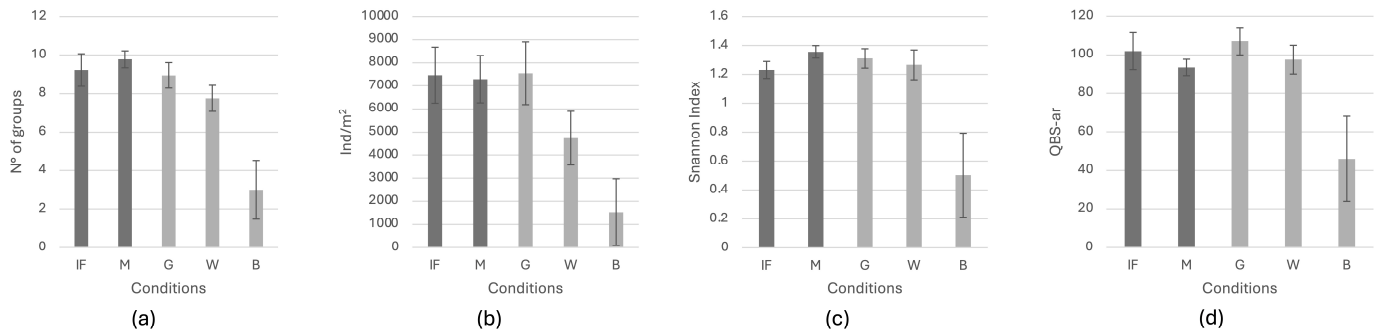 12
10
8
6
4
2
0
Nº of groups
IF M G W B
Conditions
(a)
10000
9000
8000
7000
6000
5000
4000
3000
2000
1000
0
Ind/m²
IF M G W B
Conditions
(b)
1.6
1.4
1.2
1
0.8
0.6
0.4
0.2
0
Snannon Index
IF M G W B
Conditions
(c)
120
100
80
60
40
20
0
QBS-ar
IF M G W B
Conditions
(d)